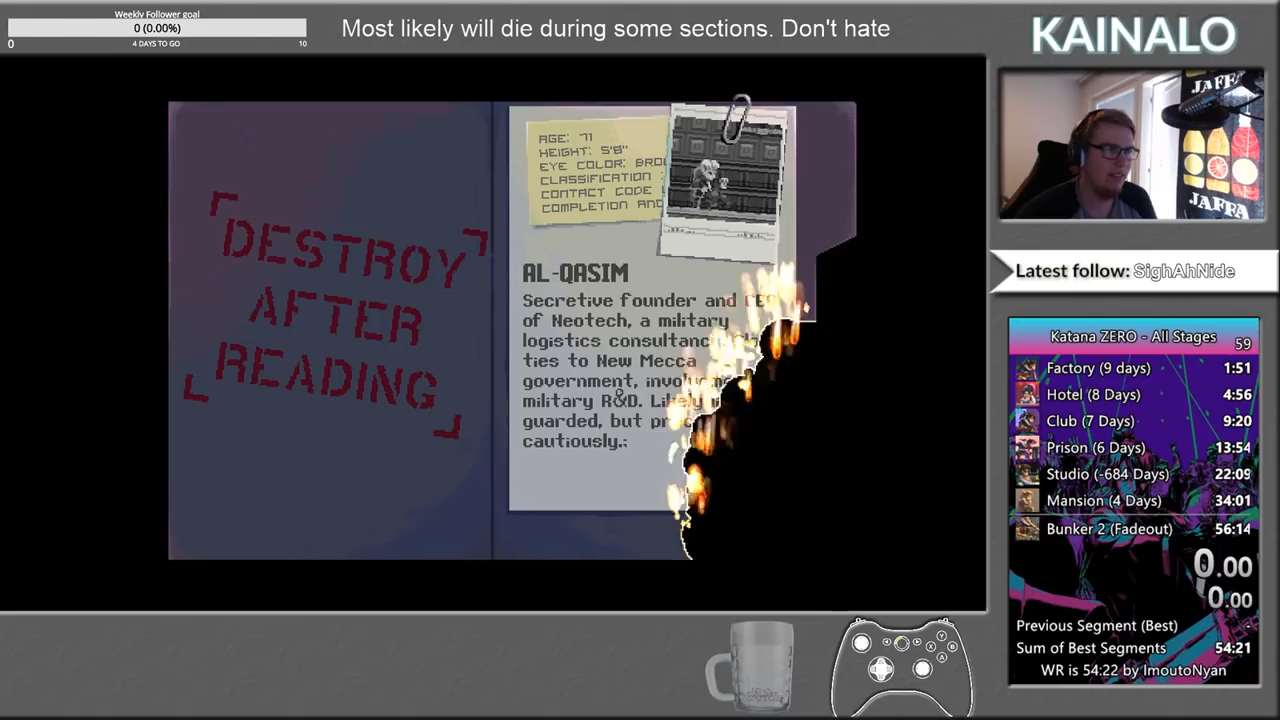 Weekly Follower goal
0 (0.00%)
0 4 DAYS TO GO 10
Most likely will die during some sections. Don't hate
KAINALO
JAFFA
JAFFA
Latest follow: SighAhNide
DESTROY
AFTER
READING
AGE: 71
HEIGHT: 5'8"
EYE COLOR:
CLASSIFICATION
CONTACT CODE
COMPLETION
AL-QASIM
Secretive founder and CEO
of Neotech, a military
logistics
ties to New Mecca
government,
military R&D.
guarded, but
cautiously.
Katana ZERO - All Stages 59
Factory (9 days) 1:51
Hotel (8 Days) 4:56
Club (7 Days) 9:20
Prison (6 Days) 13:54
Studio (-684 Days) 22:09
Mansion (4 Days) 34:01
Bunker 2 (Fadeout) 56:14
0.00
0.00
Previous Segment (Best) -
Sum of Best Segments 54:21
WR is 54:22 by ImoutoNyan
Y
X B
A